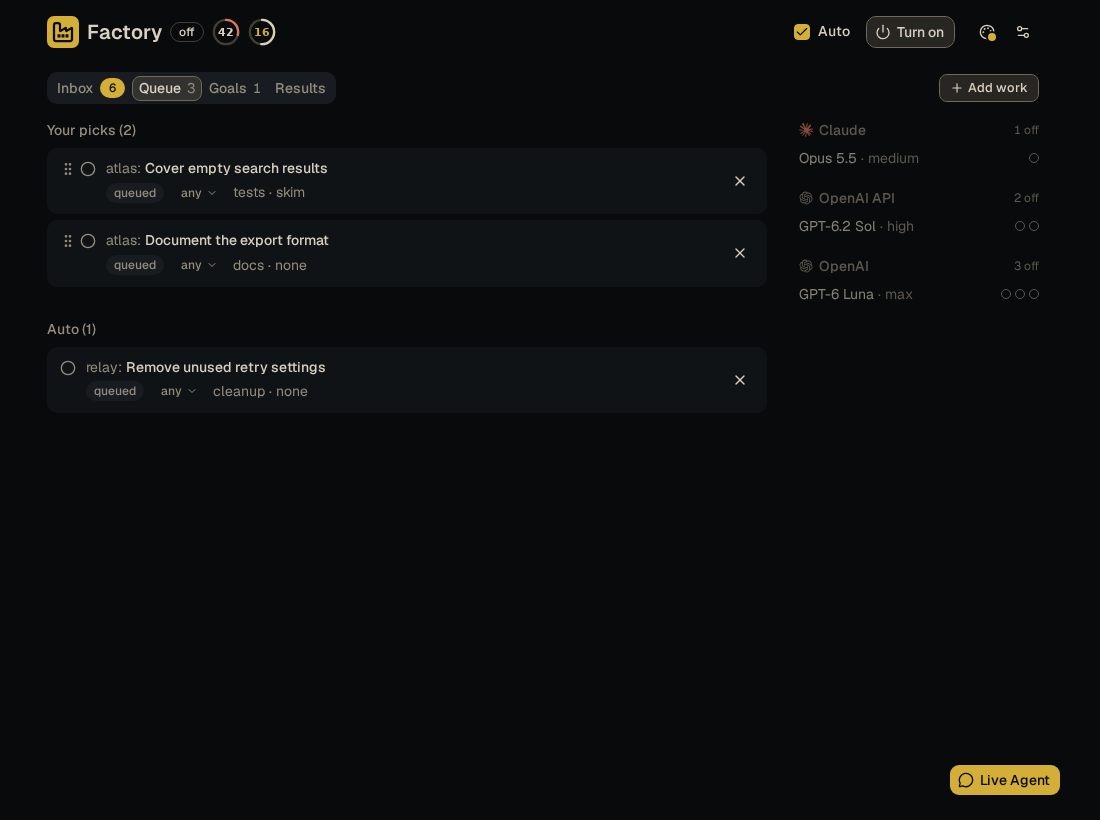 Factory off 42 16 Auto Turn on
Inbox 6 Queue 3 Goals 1 Results Add work
Your picks (2)
atlas: Cover empty search results
queued any tests · skim
atlas: Document the export format
queued any docs · none
Auto (1)
relay: Remove unused retry settings
queued any cleanup · none
Claude 1 off
Opus 5.5 · medium
OpenAI API 2 off
GPT-6.2 Sol · high
OpenAI 3 off
GPT-6 Luna · max
Live Agent